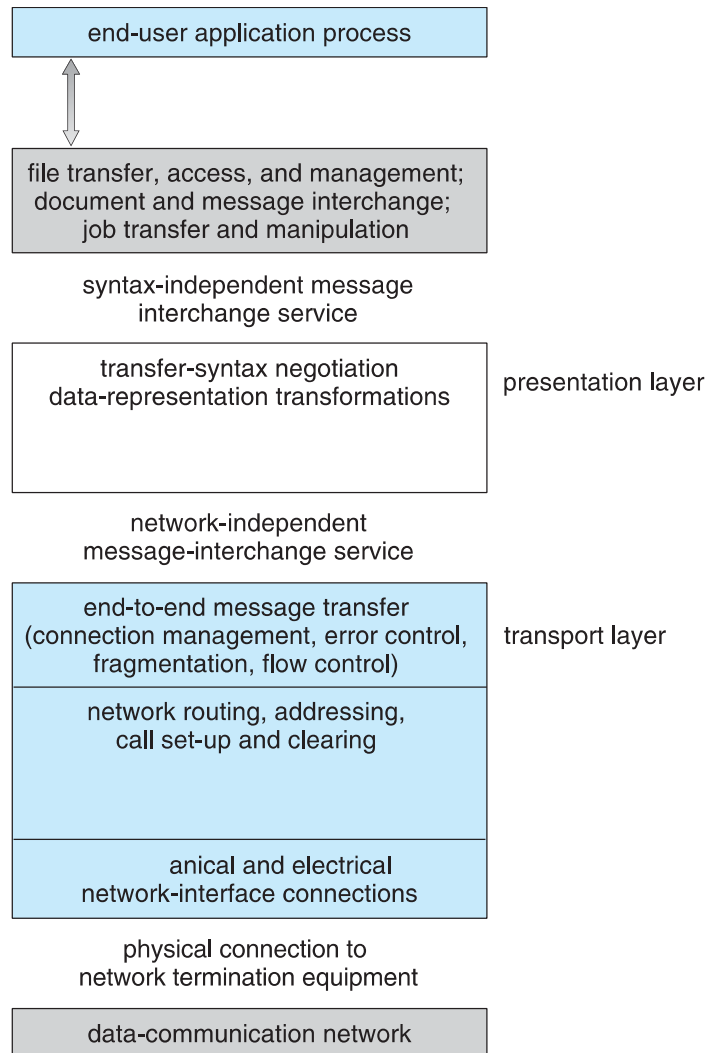 end-user application process
file transfer, access, and management;
document and message interchange;
job transfer and manipulation
syntax-independent message
interchange service
transfer-syntax negotiation
data-representation transformations
presentation layer
network-independent
message-interchange service
end-to-end message transfer
(connection management, error control,
fragmentation, flow control)
transport layer
network routing, addressing,
call set-up and clearing
anical and electrical
network-interface connections
physical connection to
network termination equipment
data-communication network